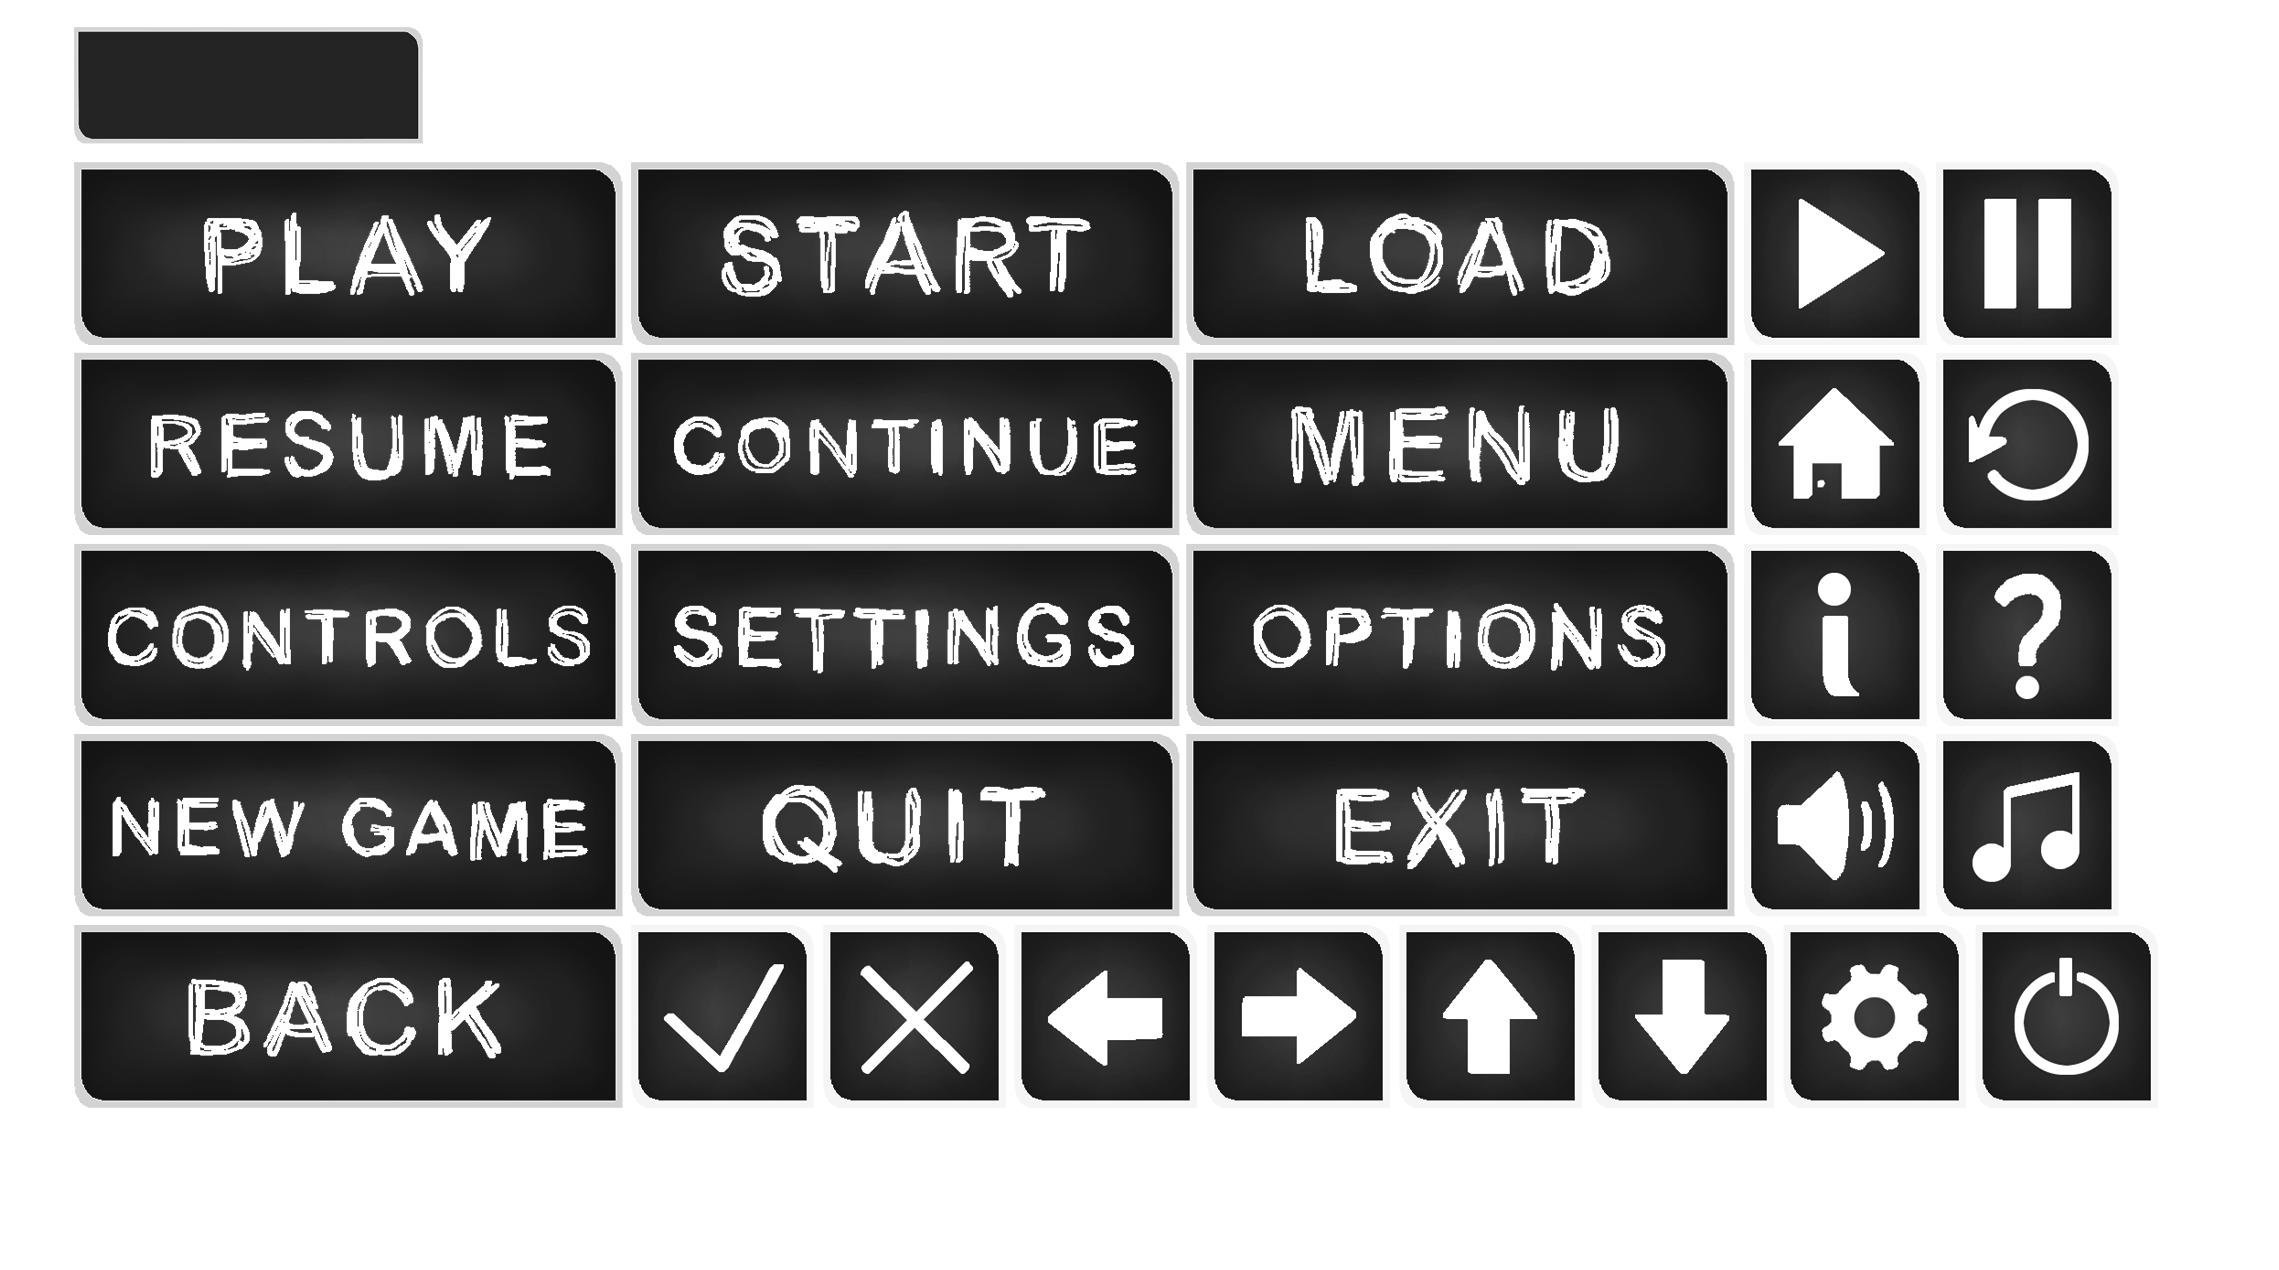 PLAY START LOAD
RESUME CONTINUE MENU
CONTROLS SETTINGS OPTIONS i ?
NEW GAME QUIT EXIT
BACK